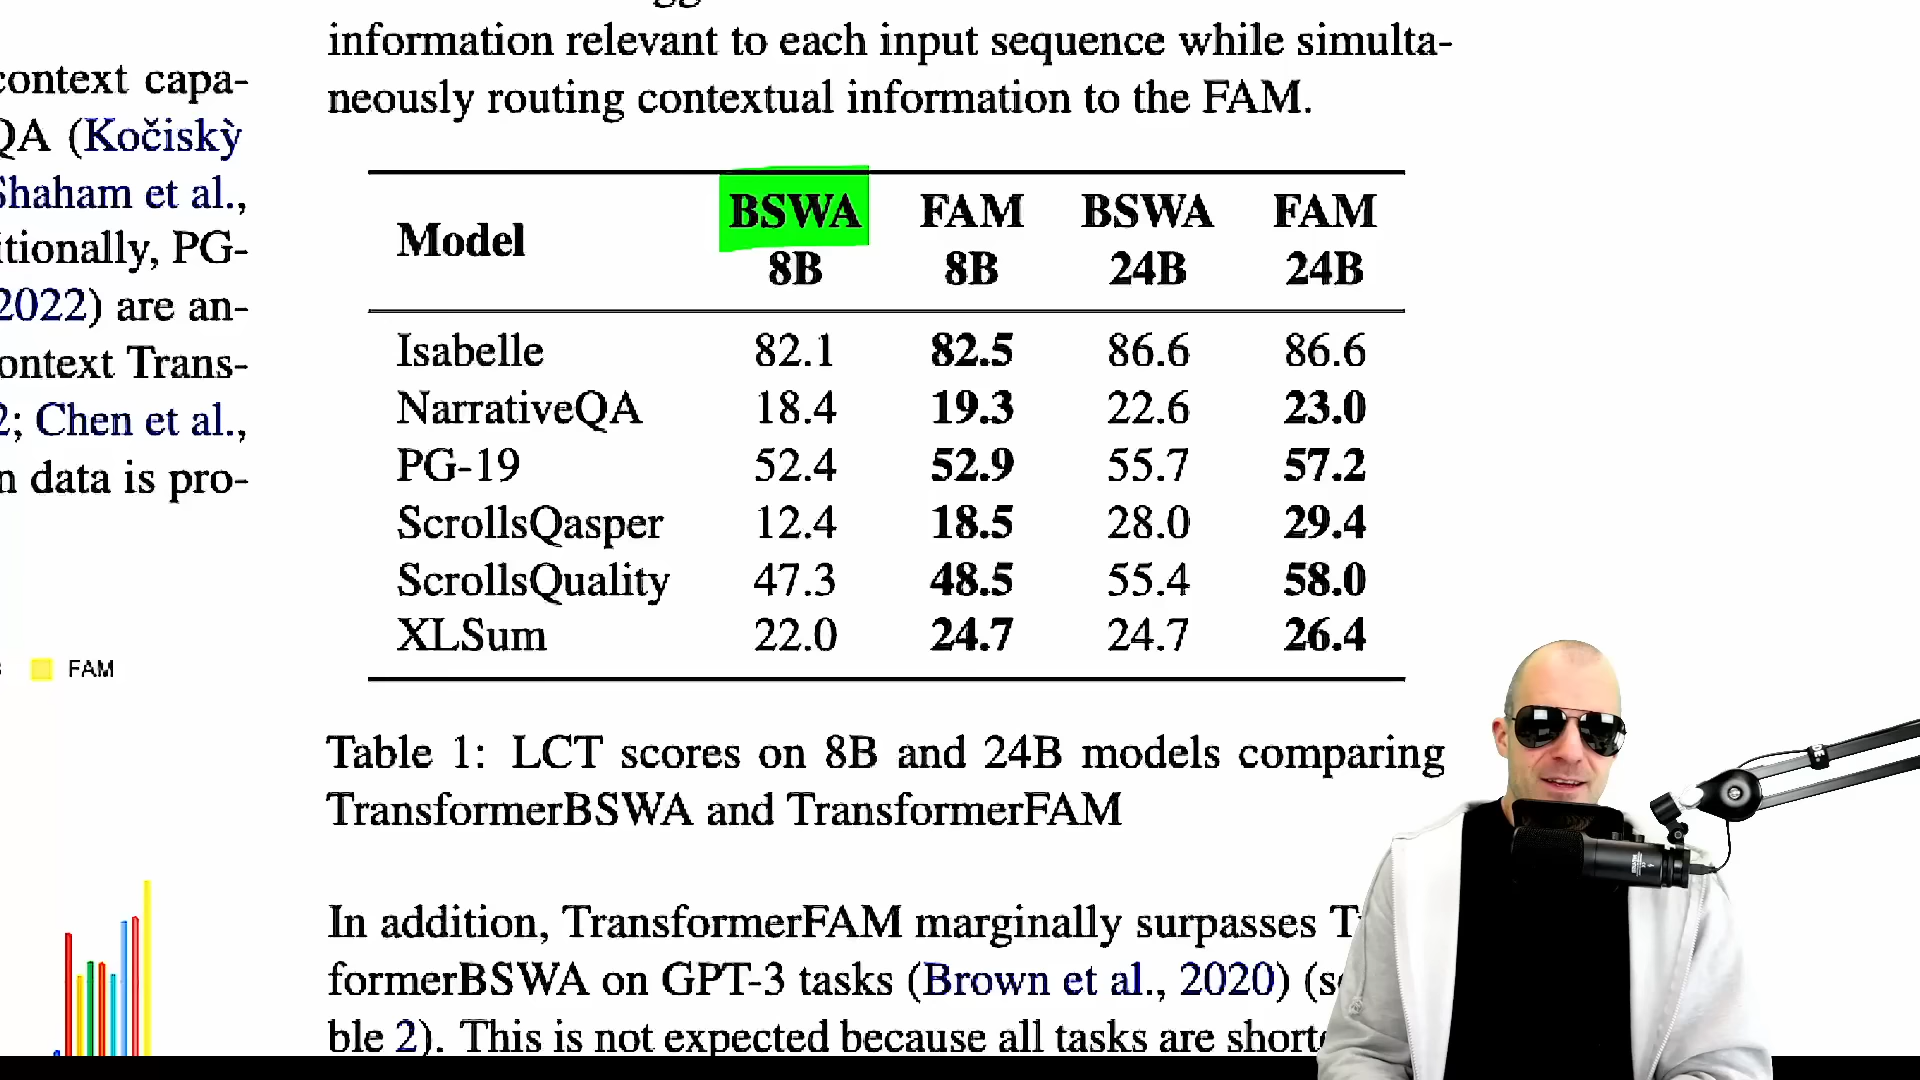 context capa-
QA (Kočiskỳ
Shaham et al.,
itionally, PG-
2022) are an-
ontext Trans-
2; Chen et al.,
n data is pro-
FAM
information relevant to each input sequence while simulta-
neously routing contextual information to the FAM.
Model BSWA 8B FAM 8B BSWA 24B FAM 24B
Isabelle 82.1 82.5 86.6 86.6
NarrativeQA 18.4 19.3 22.6 23.0
PG-19 52.4 52.9 55.7 57.2
ScrollsQasper 12.4 18.5 28.0 29.4
ScrollsQuality 47.3 48.5 55.4 58.0
XLSum 22.0 24.7 24.7 26.4
Table 1: LCT scores on 8B and 24B models comparing
TransformerBSWA and TransformerFAM
In addition, TransformerFAM marginally surpasses T
formerBSWA on GPT-3 tasks (Brown et al., 2020) (s
ble 2). This is not expected because all tasks are short